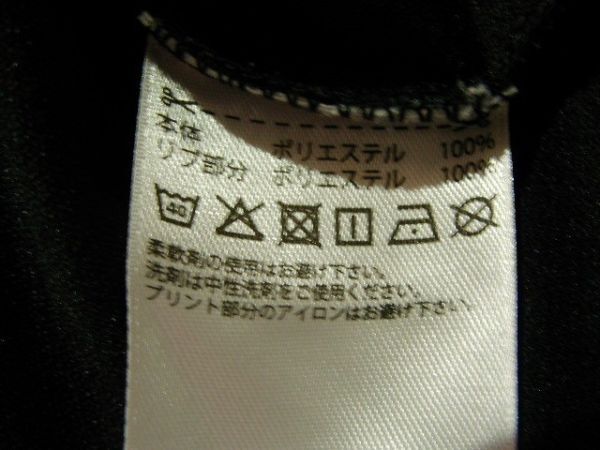 本体 ポリエステル 100%
リブ部分 ポリエステル 100%
40
柔軟剤の使用はお避け下さい。
洗剤は中性洗剤をご使用ください。
プリント部分のアイロンはお避け下さい。